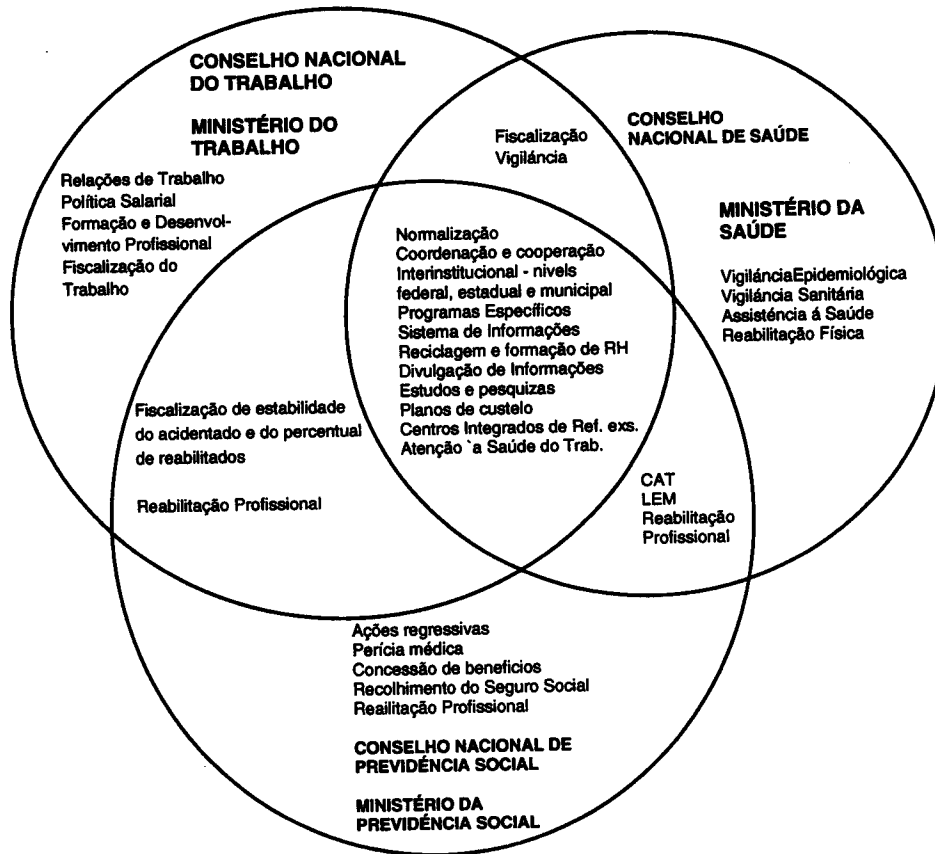 CONSELHO NACIONAL
DO TRABALHO
MINISTÉRIO DO
TRABALHO
Relações de Trabalho
Política Salarial
Formação e Desenvol-
vimento Profissional
Fiscalização do
Trabalho
Fiscalização
Vigilância
CONSELHO
NACIONAL DE SAÚDE
MINISTÉRIO DA
SAÚDE
VigilânciaEpidemiológica
Vigilância Sanitária
Assisténcia á Saúde
Reabilitação Física
Normalização
Coordenação e cooperação
Interinstitucional - nivels
federal, estadual e municipal
Programas Específicos
Sistema de Informações
Reciclagem e formação de RH
Divulgação de Informações
Estudos e pesquizas
Planos de custelo
Centros Integrados de Ref. exs.
Atenção `a Saúde do Trab.
Fiscalização de estabilidade
do acidentado e do percentual
de reabilitados
Reabilitação Profissional
CAT
LEM
Reabilitação
Profissional
Ações regressivas
Perícia médica
Concessão de beneficios
Recolhimento do Seguro Social
Reailitação Profissional
CONSELHO NACIONAL DE
PREVIDÉNCIA SOCIAL
MINISTÉRIO DA
PREVIDÉNCIA SOCIAL